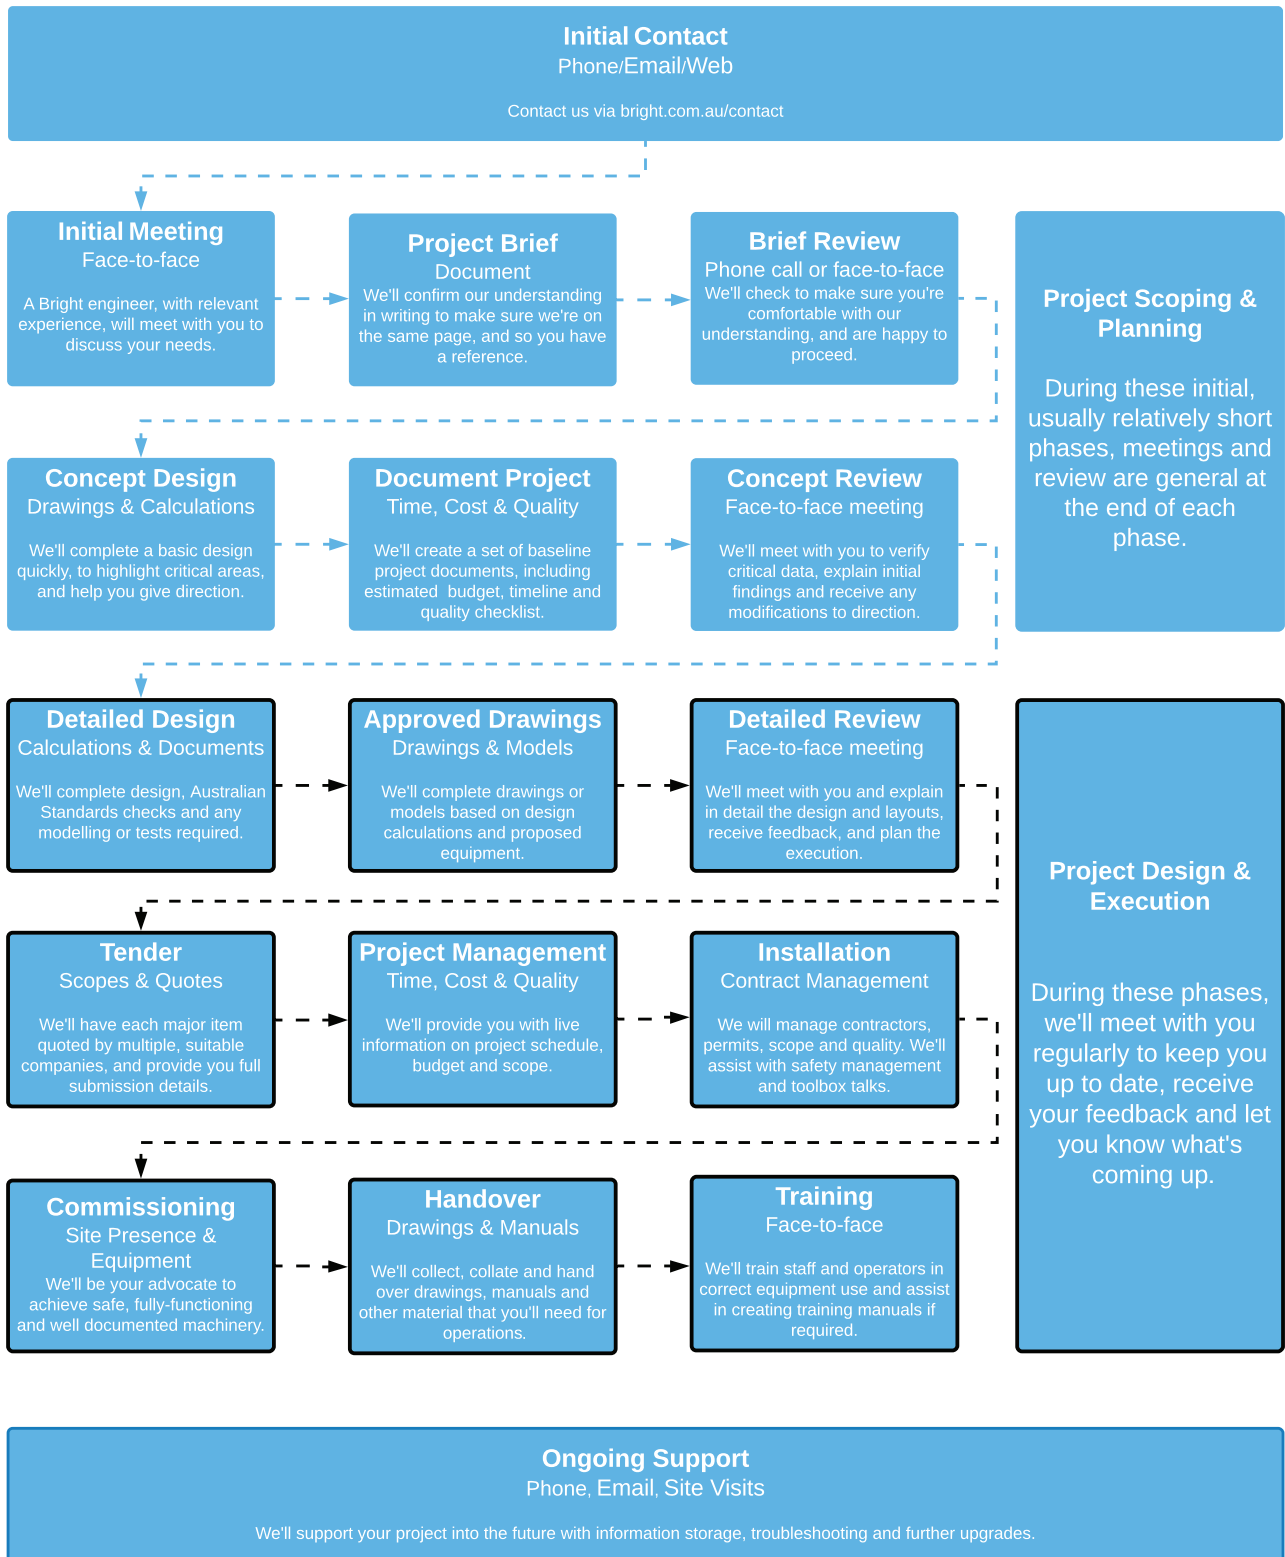 Initial Contact
Phone/Email/Web
Contact us via bright.com.au/contact
Initial Meeting
Face-to-face
A Bright engineer, with relevant
experience, will meet with you to
discuss your needs.
Project Brief
Document
We'll confirm our understanding
in writing to make sure we're on
the same page, and so you have
a reference.
Brief Review
Phone call or face-to-face
We'll check to make sure you're
comfortable with our
understanding, and are happy to
proceed.
Project Scoping &
Planning
During these initial,
usually relatively short
phases, meetings and
review are general at
the end of each
phase.
Concept Design
Drawings & Calculations
We'll complete a basic design
quickly, to highlight critical areas,
and help you give direction.
Document Project
Time, Cost & Quality
We'll create a set of baseline
project documents, including
estimated  budget, timeline and
quality checklist.
Concept Review
Face-to-face meeting
We'll meet with you to verify
critical data, explain initial
findings and receive any
modifications to direction.
Detailed Design
Calculations & Documents
We'll complete design, Australian
Standards checks and any
modelling or tests required.
Approved Drawings
Drawings & Models
We'll complete drawings or
models based on design
calculations and proposed
equipment.
Detailed Review
Face-to-face meeting
We'll meet with you and explain
in detail the design and layouts,
receive feedback, and plan the
execution.
Project Design &
Execution
During these phases,
we'll meet with you
regularly to keep you
up to date, receive
your feedback and let
you know what's
coming up.
Tender
Scopes & Quotes
We'll have each major item
quoted by multiple, suitable
companies, and provide you full
submission details.
Project Management
Time, Cost & Quality
We'll provide you with live
information on project schedule,
budget and scope.
Installation
Contract Management
We will manage contractors,
permits, scope and quality. We'll
assist with safety management
and toolbox talks.
Commissioning
Site Presence &
Equipment
We'll be your advocate to
achieve safe, fully-functioning
and well documented machinery.
Handover
Drawings & Manuals
We'll collect, collate and hand
over drawings, manuals and
other material that you'll need for
operations.
Training
Face-to-face
We'll train staff and operators in
correct equipment use and assist
in creating training manuals if
required.
Ongoing Support
Phone, Email, Site Visits
We'll support your project into the future with information storage, troubleshooting and further upgrades.